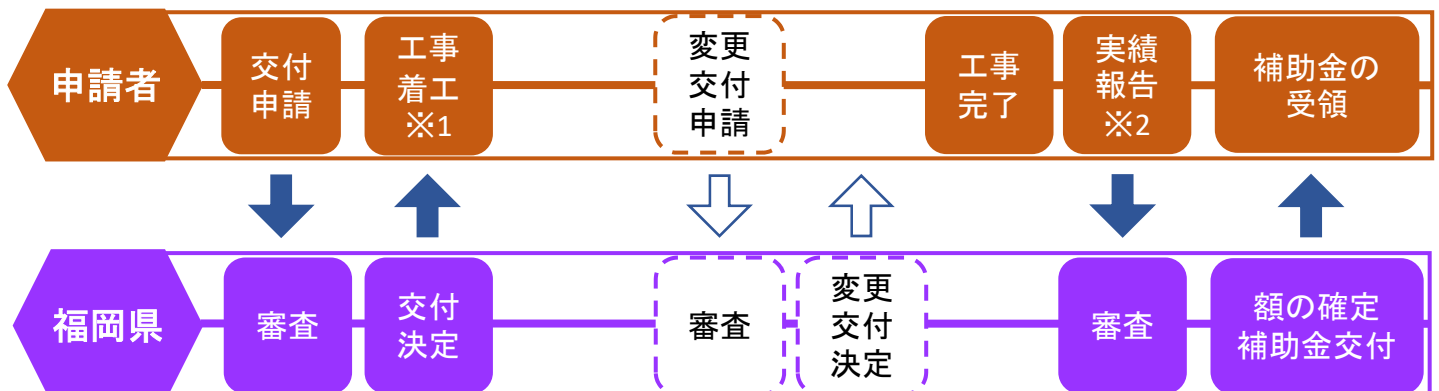 申請者
交付
申請
工事
着工
※1
変更
交付
申請
工事
完了
実績
報告
※2
補助金の
受領
福岡県
審査
交付
決定
審査
変更
交付
決定
審査
額の確定
補助金交付